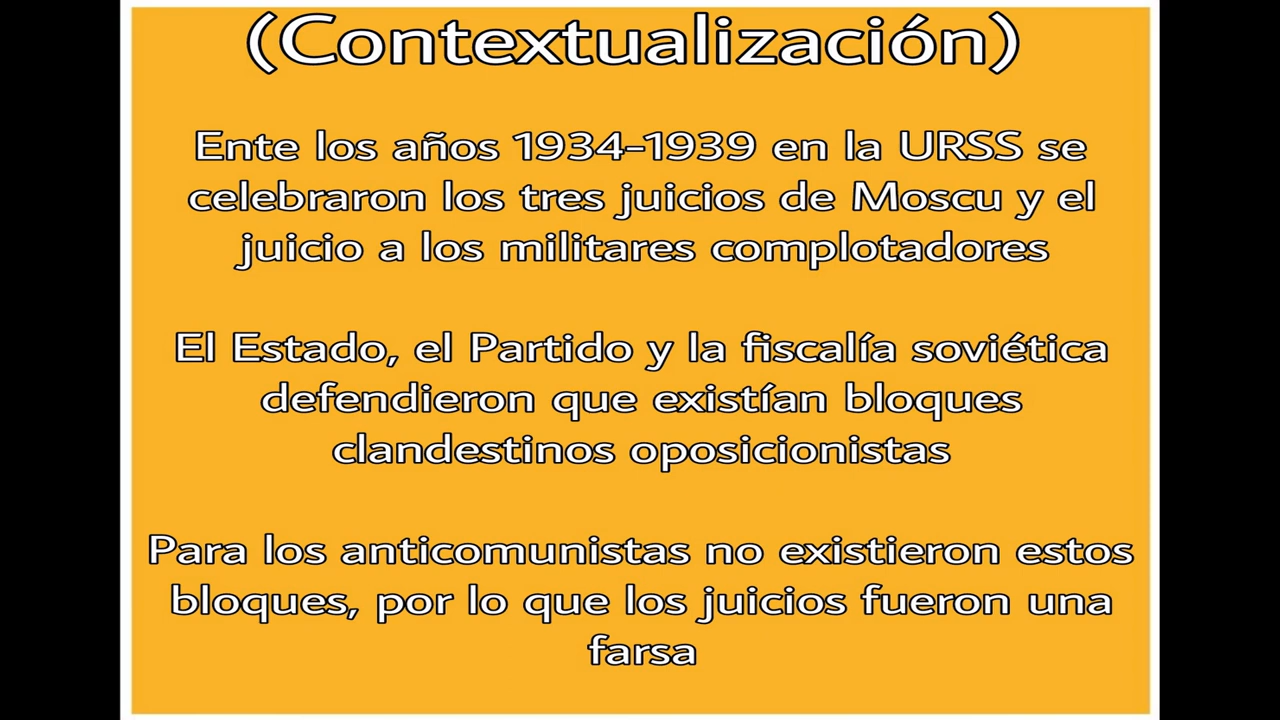 (Contextualización)
Ente los años 1934-1939 en la URSS se
celebraron los tres juicios de Moscu y el
juicio a los militares complotadores
El Estado, el Partido y la fiscalía soviética
defendieron que existían bloques
clandestinos oposicionistas
Para los anticomunistas no existieron estos
bloques, por lo que los juicios fueron una
farsa